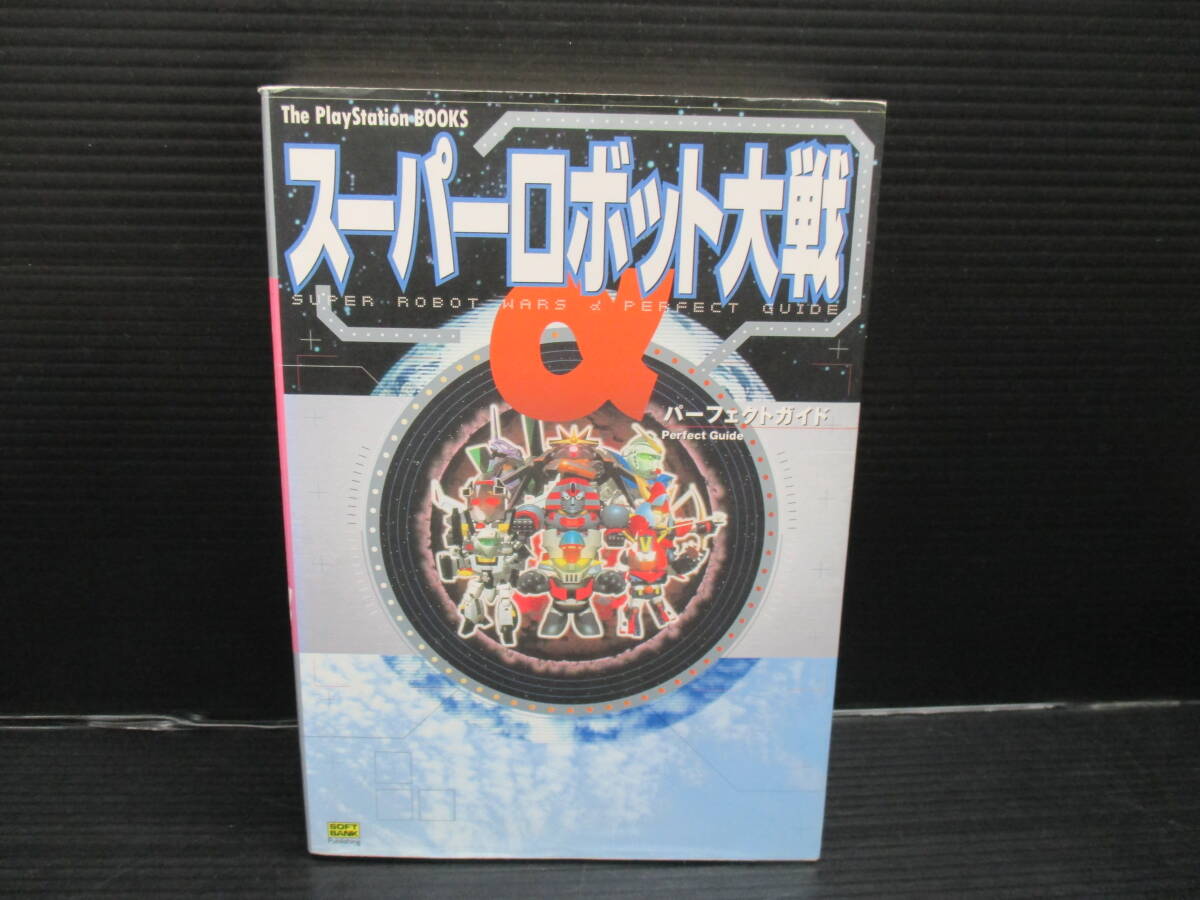 The PlayStation BOOKS
スーパーロボット大戦
SUPER ROBOT WARS α PERFECT GUIDE
α
パーフェクトガイド
Perfect Guide
SOFT
BANK
Publishing